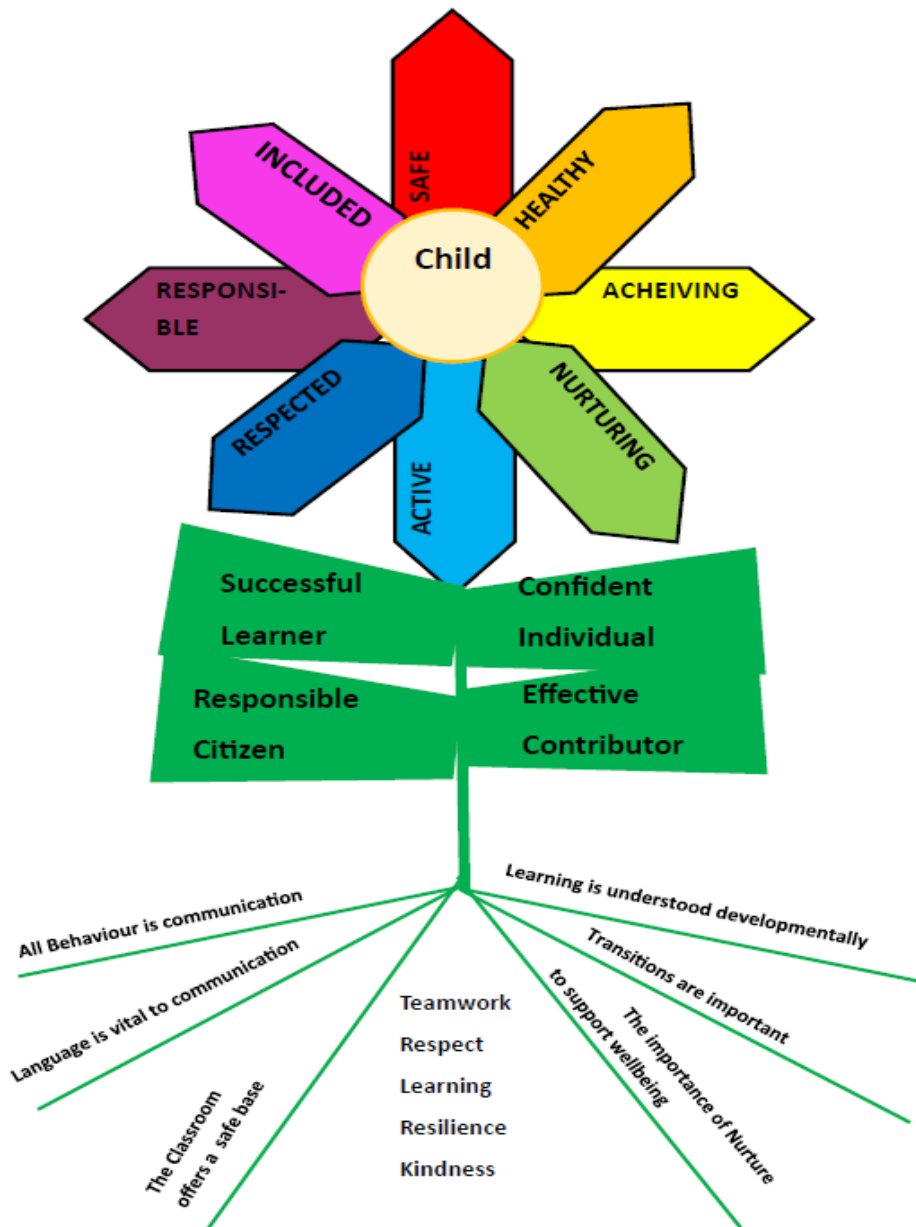 SAFE
HEALTHY
INCLUDED
Child
RESPONSI-
BLE
ACHEIVING
RESPECTED
NURTURING
ACTIVE
Successful
Learner
Confident
Individual
Responsible
Citizen
Effective
Contributor
All Behaviour is communication
Language is vital to communication
The Classroom
offers a safe base
Teamwork
Respect
Learning
Resilience
Kindness
Learning is understood developmentally
Transitions are important
The importance of Nurture
to support wellbeing